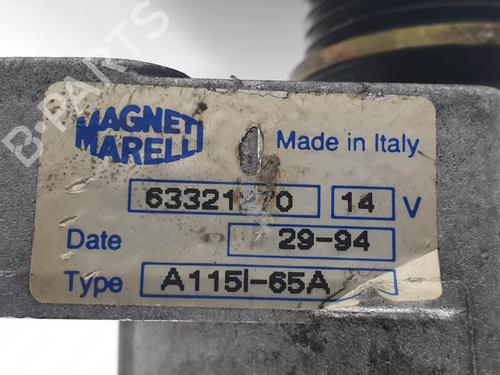 B-PARTS
MAGNETI
MARELLI
Made in Italy
14 V
Date 29-94
Type A115I-65A